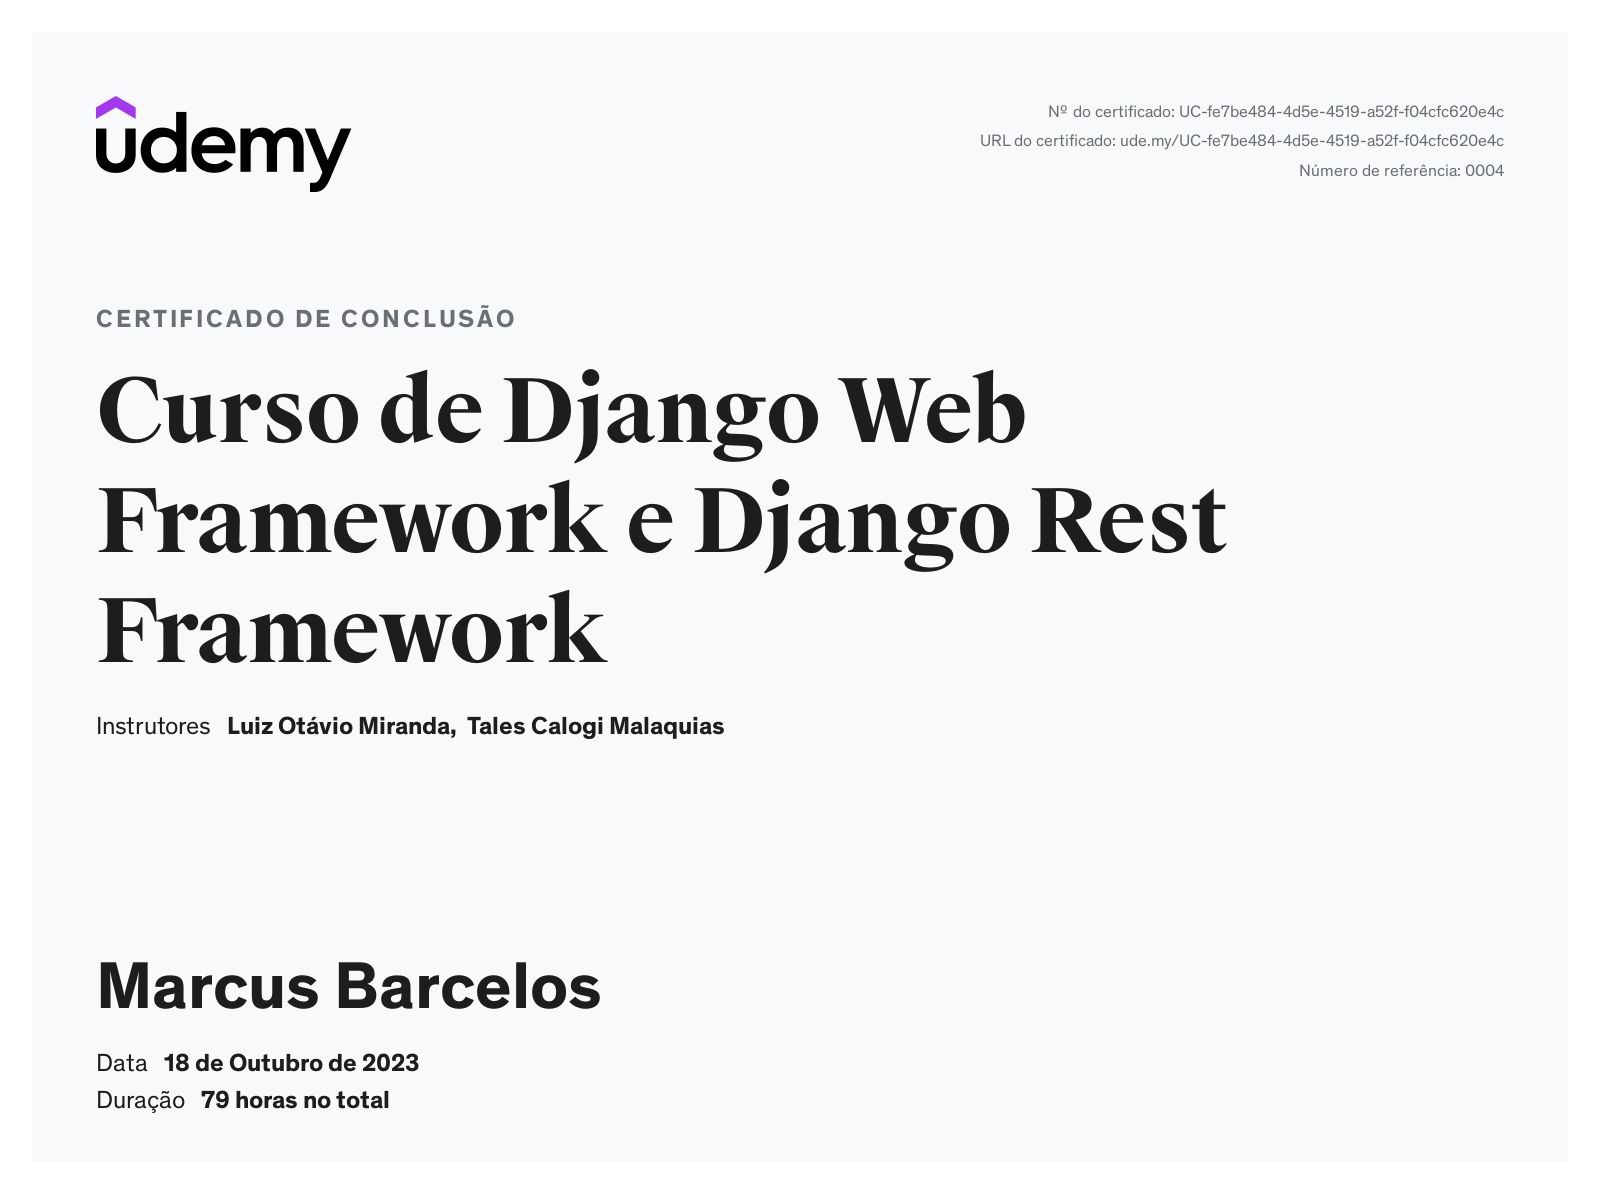 udemy
Nº do certificado: UC-fe7be484-4d5e-4519-a52f-f04cfc620e4c
URL do certificado: ude.my/UC-fe7be484-4d5e-4519-a52f-f04cfc620e4c
Número de referência: 0004
CERTIFICADO DE CONCLUSÃO
Curso de Django Web
Framework e Django Rest
Framework
Instrutores Luiz Otávio Miranda, Tales Calogi Malaquias
Marcus Barcelos
Data 18 de Outubro de 2023
Duração 79 horas no total